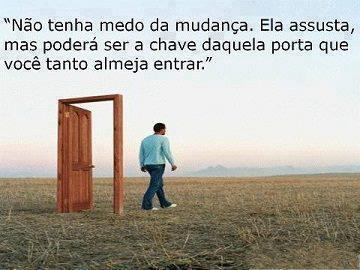 “Não tenha medo da mudança. Ela assusta,
mas poderá ser a chave daquela porta que
você tanto almeja entrar.”